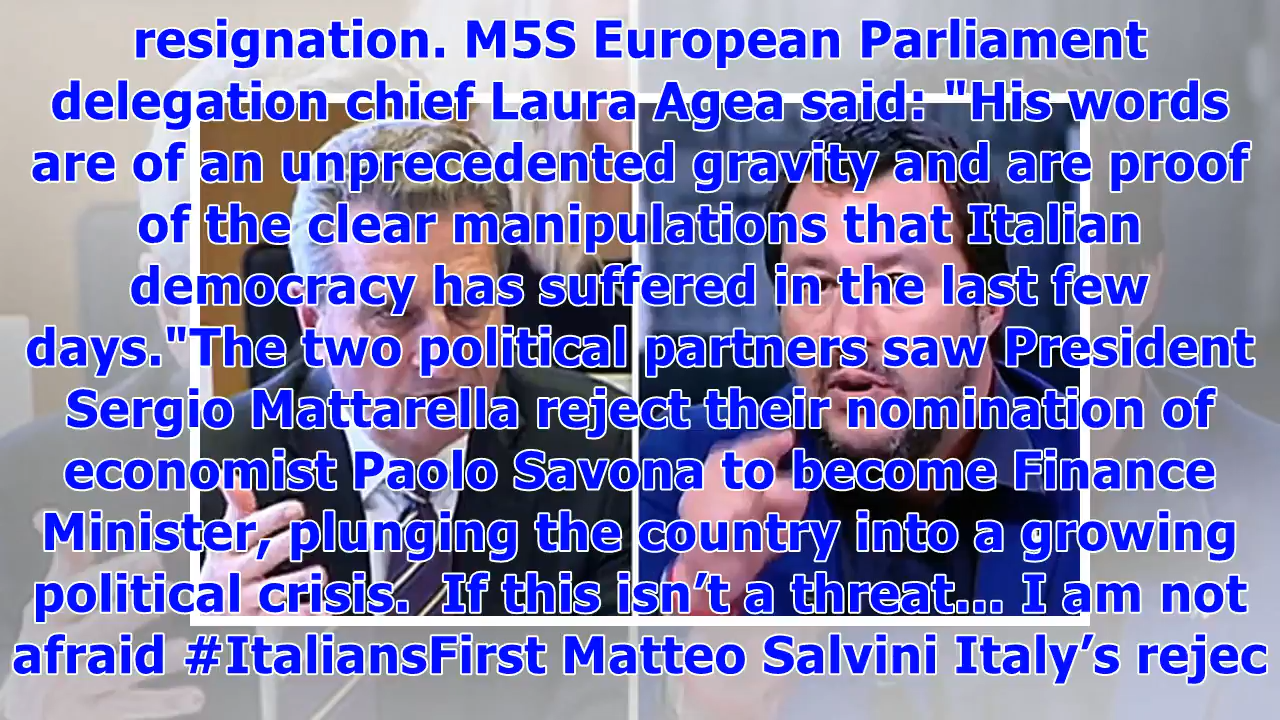 resignation. M5S European Parliament
delegation chief Laura Agea said: "His words
are of an unprecedented gravity and are proof
of the clear manipulations that Italian
democracy has suffered in the last few
days."The two political partners saw President
Sergio Mattarella reject their nomination of
economist Paolo Savona to become Finance
Minister, plunging the country into a growing
political crisis.  If this isn’t a threat... I am not
afraid #ItaliansFirst Matteo Salvini Italy’s rejec